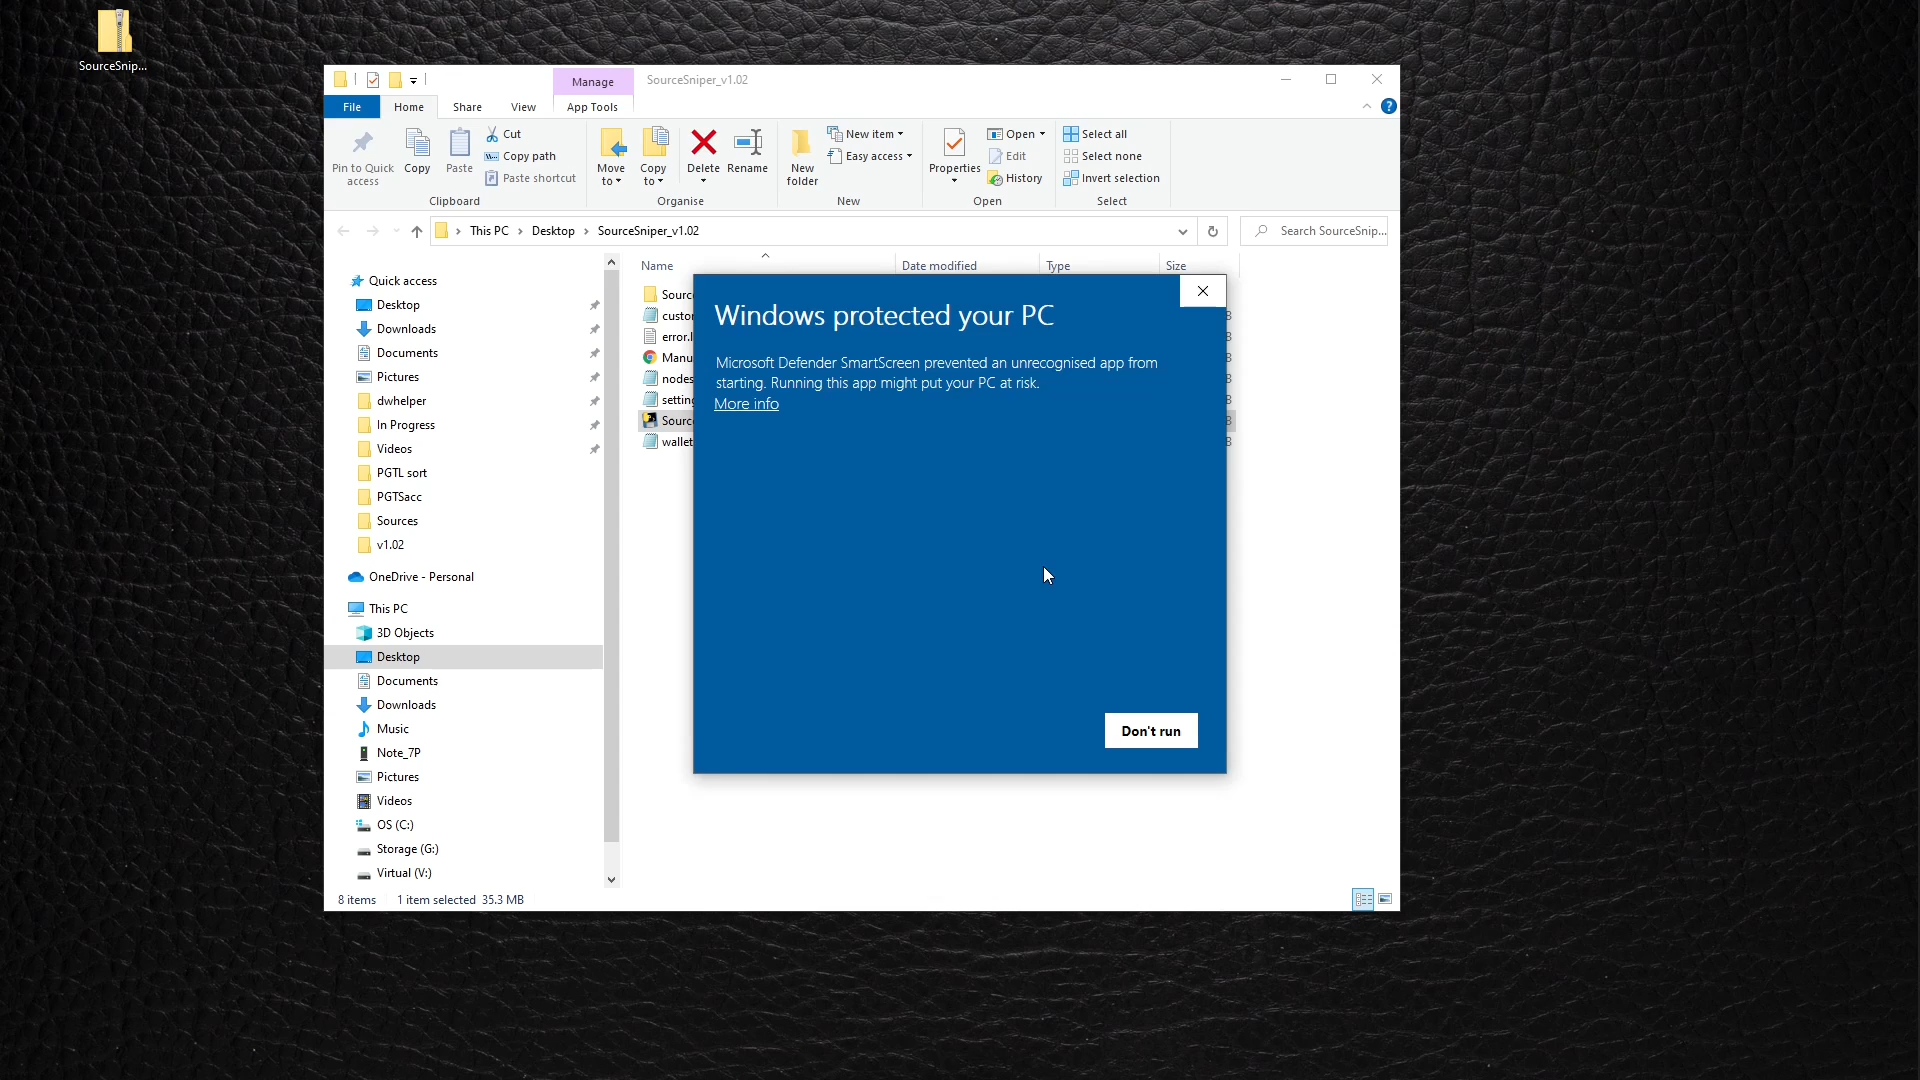 SourceSnip...
Manage
SourceSniper_v1.02
File
Home
Share
View
App Tools
Pin to Quick access
Copy
Paste
Cut
Copy path
Paste shortcut
Clipboard
Move to
Copy to
Delete
Rename
Organise
New folder
New item
Easy access
New
Properties
Open
Edit
History
Open
Select all
Select none
Invert selection
Select
This PC
Desktop
SourceSniper_v1.02
Search SourceSnip...
Name
Date modified
Type
Size
Quick access
Desktop
Downloads
Documents
Pictures
dwhelper
In Progress
Videos
PGTL sort
PGTSacc
Sources
v1.02
OneDrive - Personal
This PC
3D Objects
Desktop
Documents
Downloads
Music
Note_7P
Pictures
Videos
OS (C:)
Storage (G:)
Virtual (V:)
Sourc
custor
error.l
Manu
nodes
setting
Sourc
wallet
Windows protected your PC
Microsoft Defender SmartScreen prevented an unrecognised app from
starting. Running this app might put your PC at risk.
More info
Don't run
8 items
1 item selected 35.3 MB